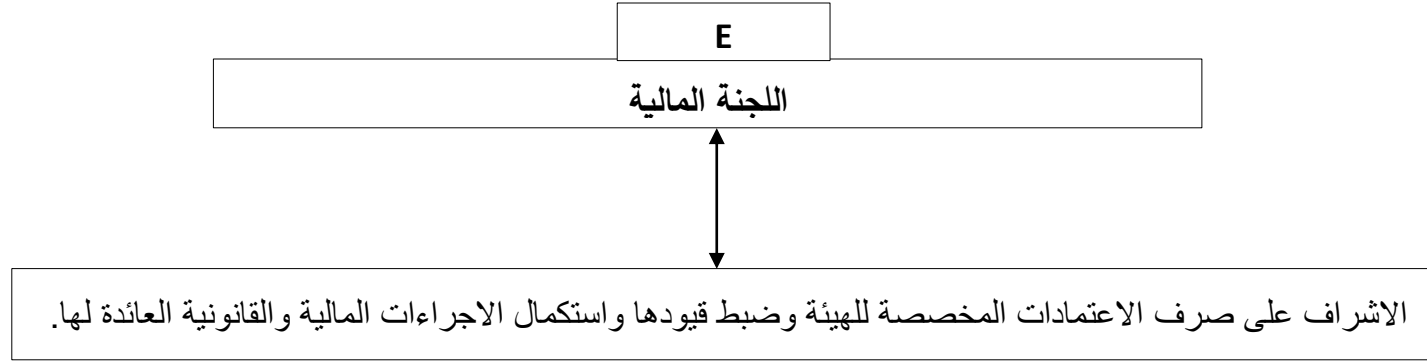 E
اللجنة المالية
الاشراف على صرف الاعتمادات المخصصة للهيئة وضبط قيودها واستكمال الاجراءات المالية والقانونية العائدة لها.